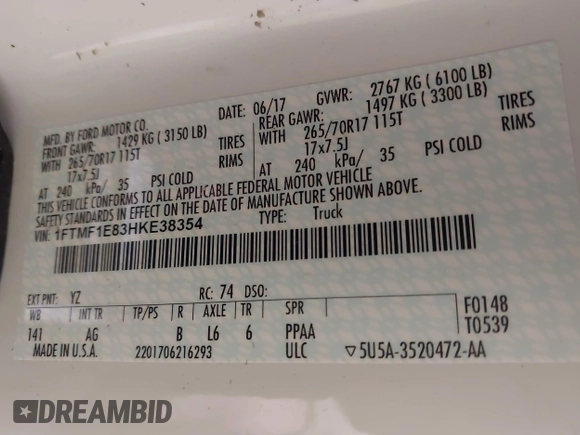 MFD. BY FORD MOTOR CO.
DATE: 06/17 GVWR: 2767 KG ( 6100 LB)
FRONT GAWR: 1429 KG ( 3150 LB)
REAR GAWR: 1497 KG ( 3300 LB)
WITH 265/70R17 115T TIRES
WITH 265/70R17 115T TIRES
17x7.5J RIMS
17x7.5J RIMS
AT 240 kPa/ 35 PSI COLD
AT 240 kPa/ 35 PSI COLD
THIS VEHICLE CONFORMS TO ALL APPLICABLE FEDERAL MOTOR VEHICLE
SAFETY STANDARDS IN EFFECT ON THE DATE OF MANUFACTURE SHOWN ABOVE.
VIN: 1FTMF1E83HKE38354 TYPE: Truck
EXT PNT: YZ RC: 74 DSO:
WB INT TR TP/PS R AXLE TR SPR F0148
141 AG B L6 6 PPAA T0539
MADE IN U.S.A. 2201706216293 ULC ▽5U5A-3520472-AA
DREAMBID